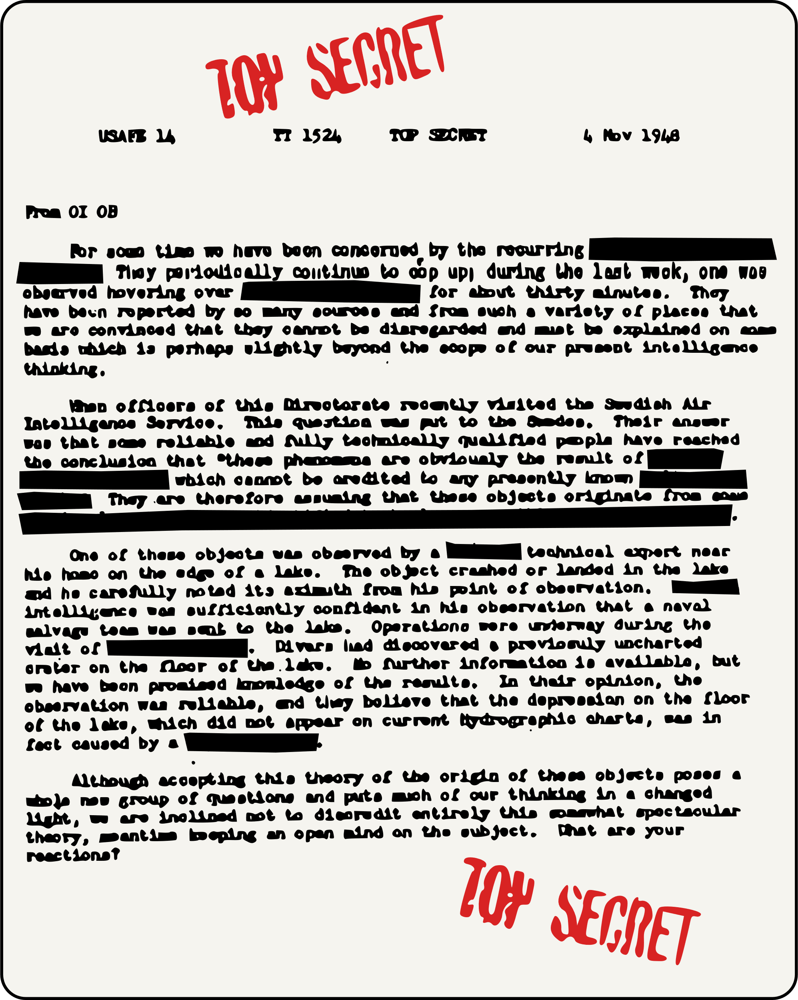 TOP SECRET
USAFE 14 TT 1524 TOP SECRET 4 Nov 1948
From OI OB
For some time we have been concerned by the recurring
They periodically continue to pop up; during the last week, one was
observed hovering over for about thirty minutes. They
have been reported by so many sources and from such a variety of places that
we are convinced that they cannot be disregarded and must be explained on some
basis which is perhaps slightly beyond the scope of our present intelligence
thinking.
When officers of this Directorate recently visited the Swedish Air
Intelligence Service. This question was put to the Swedes. Their answer
was that some reliable and fully technically qualified people have reached
the conclusion that "these phenomena are obviously the result of
which cannot be credited to any presently known
They are therefore assuming that these objects originate from some
.
One of these objects was observed by a technical expert near
his home on the edge of a lake. The object crashed or landed in the lake
and he carefully noted its azimuth from his point of observation.
intelligence was sufficiently confident in his observation that a naval
salvage team was sent to the lake. Operations were underway during the
visit of . Divers had discovered a previously uncharted
crater on the floor of the lake. No further information is available, but
we have been promised knowledge of the results. In their opinion, the
observation was reliable, and they believe that the depression on the floor
of the lake, which did not appear on current hydrographic charts, was in
fact caused by a .
Although accepting this theory of the origin of these objects poses a
whole new group of questions and puts much of our thinking in a changed
light, we are inclined not to discredit entirely this somewhat spectacular
theory, meantime keeping an open mind on the subject. What are your
reactions?
TOP SECRET